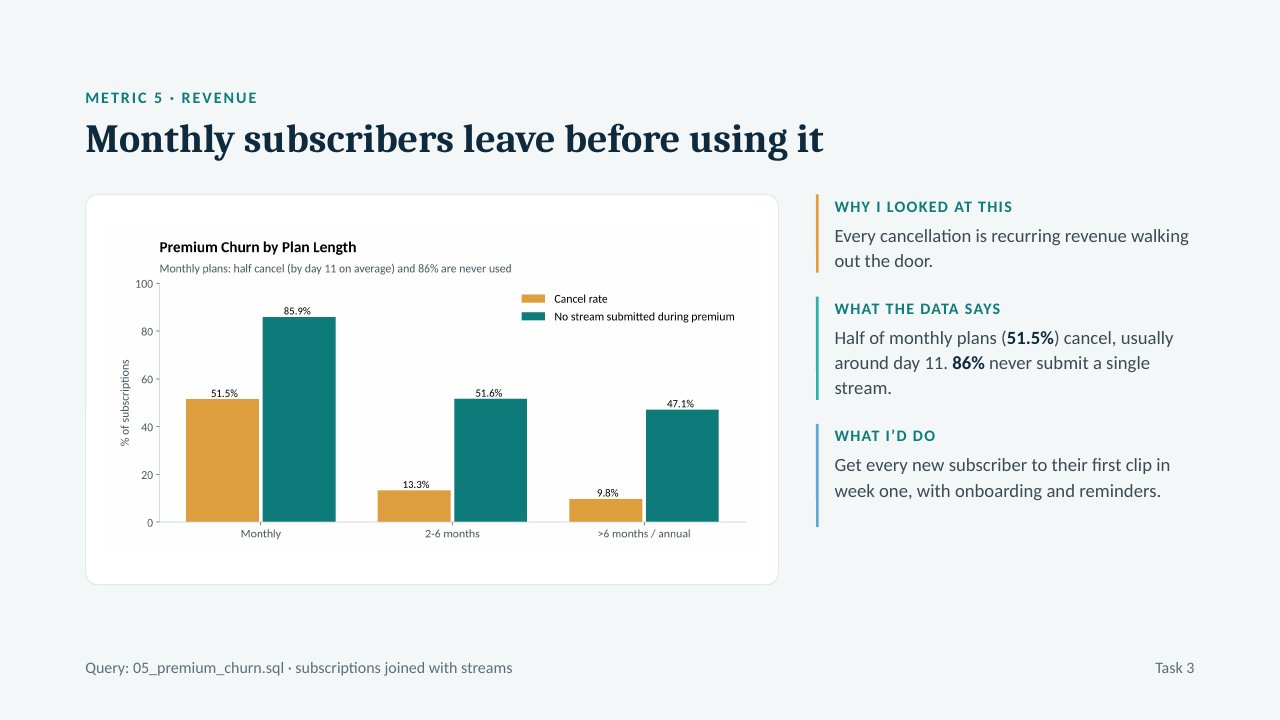 METRIC 5 · REVENUE
Monthly subscribers leave before using it
Premium Churn by Plan Length
Monthly plans: half cancel (by day 11 on average) and 86% are never used
Cancel rate
No stream submitted during premium
% of subscriptions
100
80
60
40
20
0
51.5%
85.9%
13.3%
51.6%
9.8%
47.1%
Monthly
2-6 months
>6 months / annual
WHY I LOOKED AT THIS
Every cancellation is recurring revenue walking
out the door.
WHAT THE DATA SAYS
Half of monthly plans (51.5%) cancel, usually
around day 11. 86% never submit a single
stream.
WHAT I’D DO
Get every new subscriber to their first clip in
week one, with onboarding and reminders.
Query: 05_premium_churn.sql · subscriptions joined with streams
Task 3